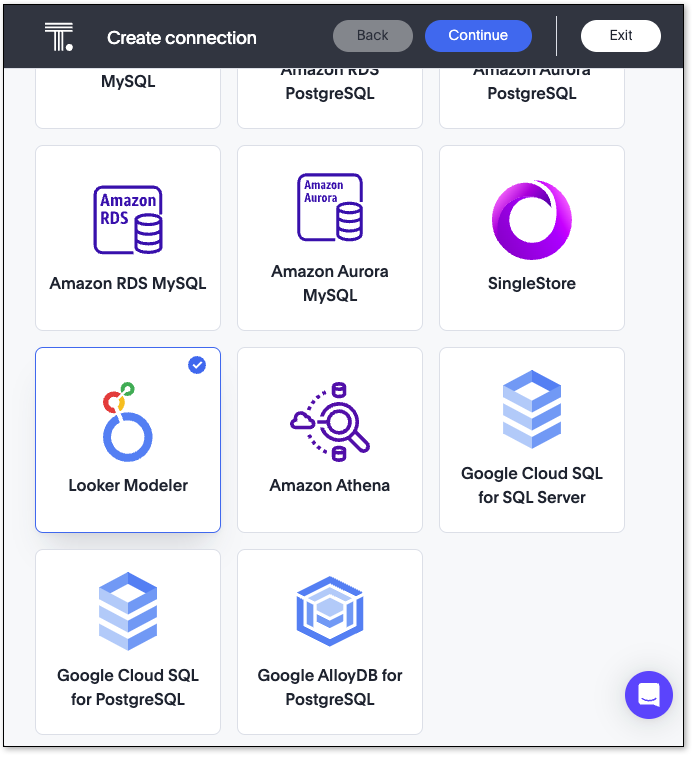 Create connection
Back
Continue
Exit
MySQL
Amazon RDS
PostgreSQL
Amazon Aurora
PostgreSQL
Amazon
RDS
Amazon RDS MySQL
Amazon
Aurora
Amazon Aurora
MySQL
SingleStore
Looker Modeler
Amazon Athena
Google Cloud SQL
for SQL Server
Google Cloud SQL
for PostgreSQL
Google AlloyDB for
PostgreSQL